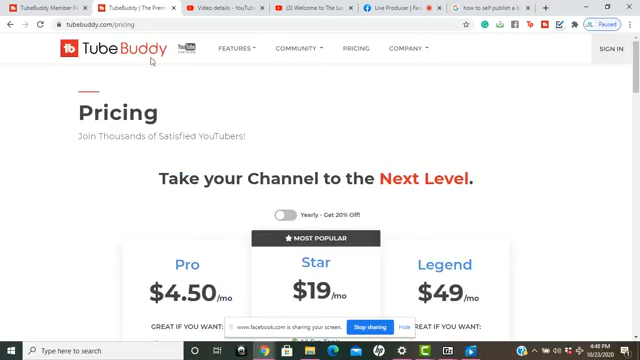 TubeBuddy Member P
TubeBuddy | The Prem
Video details - YouTu
(3) Welcome to The La
Live Producer | Fac
how to self publish a b
tubebuddy.com/pricing
Paused
TubeBuddy
YouTube
FEATURES
COMMUNITY
PRICING
COMPANY
SIGN IN
Pricing
Join Thousands of Satisfied YouTubers!
Take your Channel to the Next Level.
Yearly - Get 20% Off!
MOST POPULAR
Pro
Star
Legend
$4.50/mo
$19/mo
$49/mo
GREAT IF YOU WANT:
GREAT IF YOU WANT:
www.facebook.com is sharing your screen.
Stop sharing
Hide
Type here to search
4:48 PM
10/23/2020